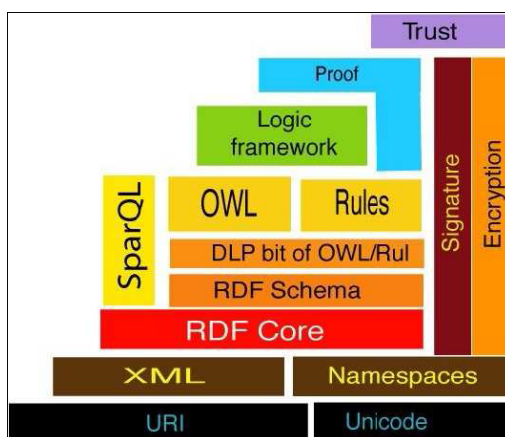 Trust
Proof
Logic
framework
SparQL
OWL
Rules
DLP bit of OWL/Rul
RDF Schema
RDF Core
Signature
Encryption
XML
Namespaces
URI
Unicode